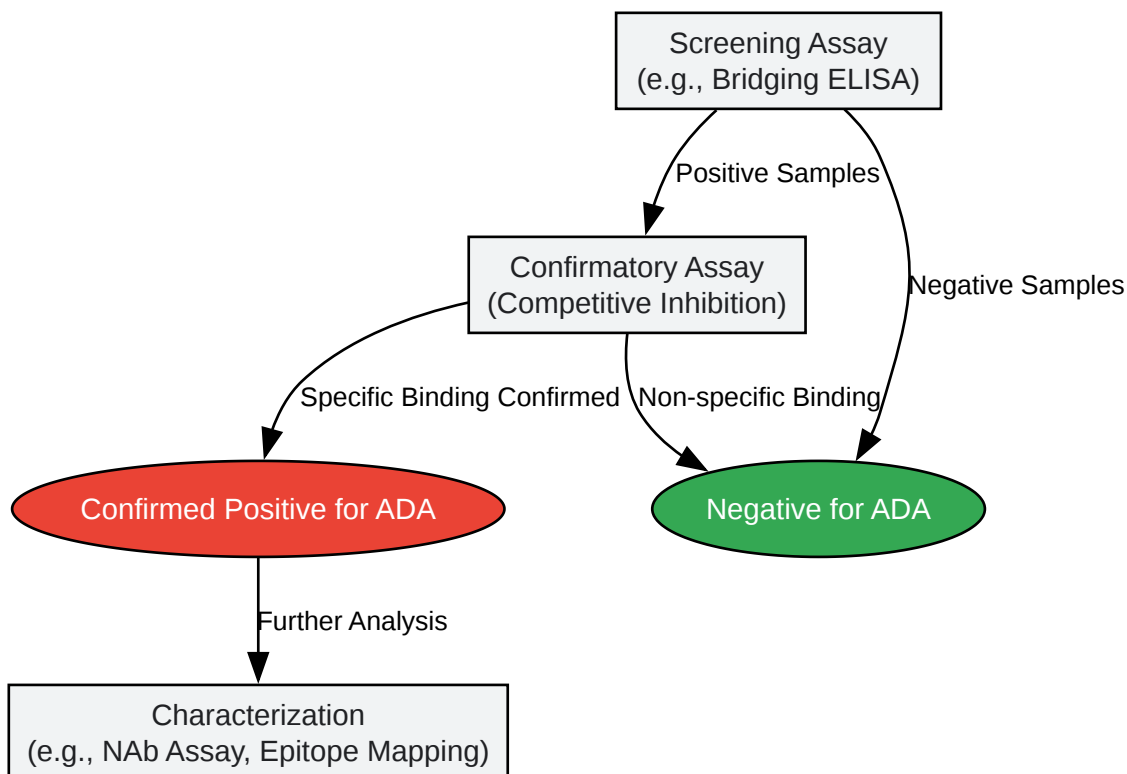 Screening Assay
(e.g., Bridging ELISA)
Positive Samples
Confirmatory Assay
(Competitive Inhibition)
Negative Samples
Specific Binding Confirmed
Non-specific Binding
Confirmed Positive for ADA
Negative for ADA
Further Analysis
Characterization
(e.g., NAb Assay, Epitope Mapping)